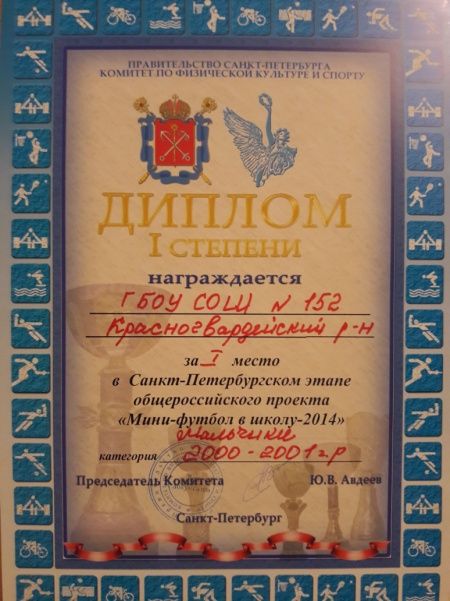 ПРАВИТЕЛЬСТВО САНКТ-ПЕТЕРБУРГА
КОМИТЕТ ПО ФИЗИЧЕСКОЙ КУЛЬТУРЕ И СПОРТУ
ДИПЛОМ
I СТЕПЕНИ
награждается
ГБОУ СОШ № 152
Красногвардейский р-н
за I место
в Санкт-Петербургском этапе
общероссийского проекта
«Мини-футбол в школу-2014»
Мальчики
категория 2000-2001 г.р
Председатель Комитета Ю.В. Авдеев
Санкт-Петербург